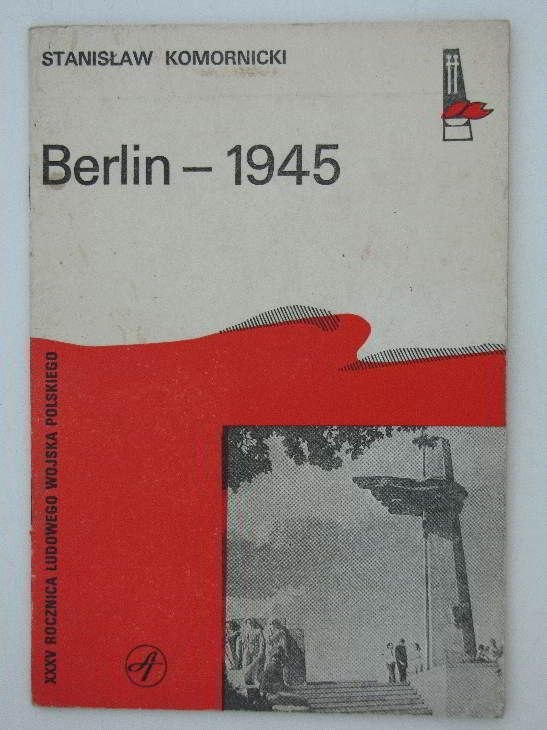 STANISŁAW KOMORNICKI
Berlin – 1945
XXXV ROCZNICA LUDOWEGO WOJSKA POLSKIEGO